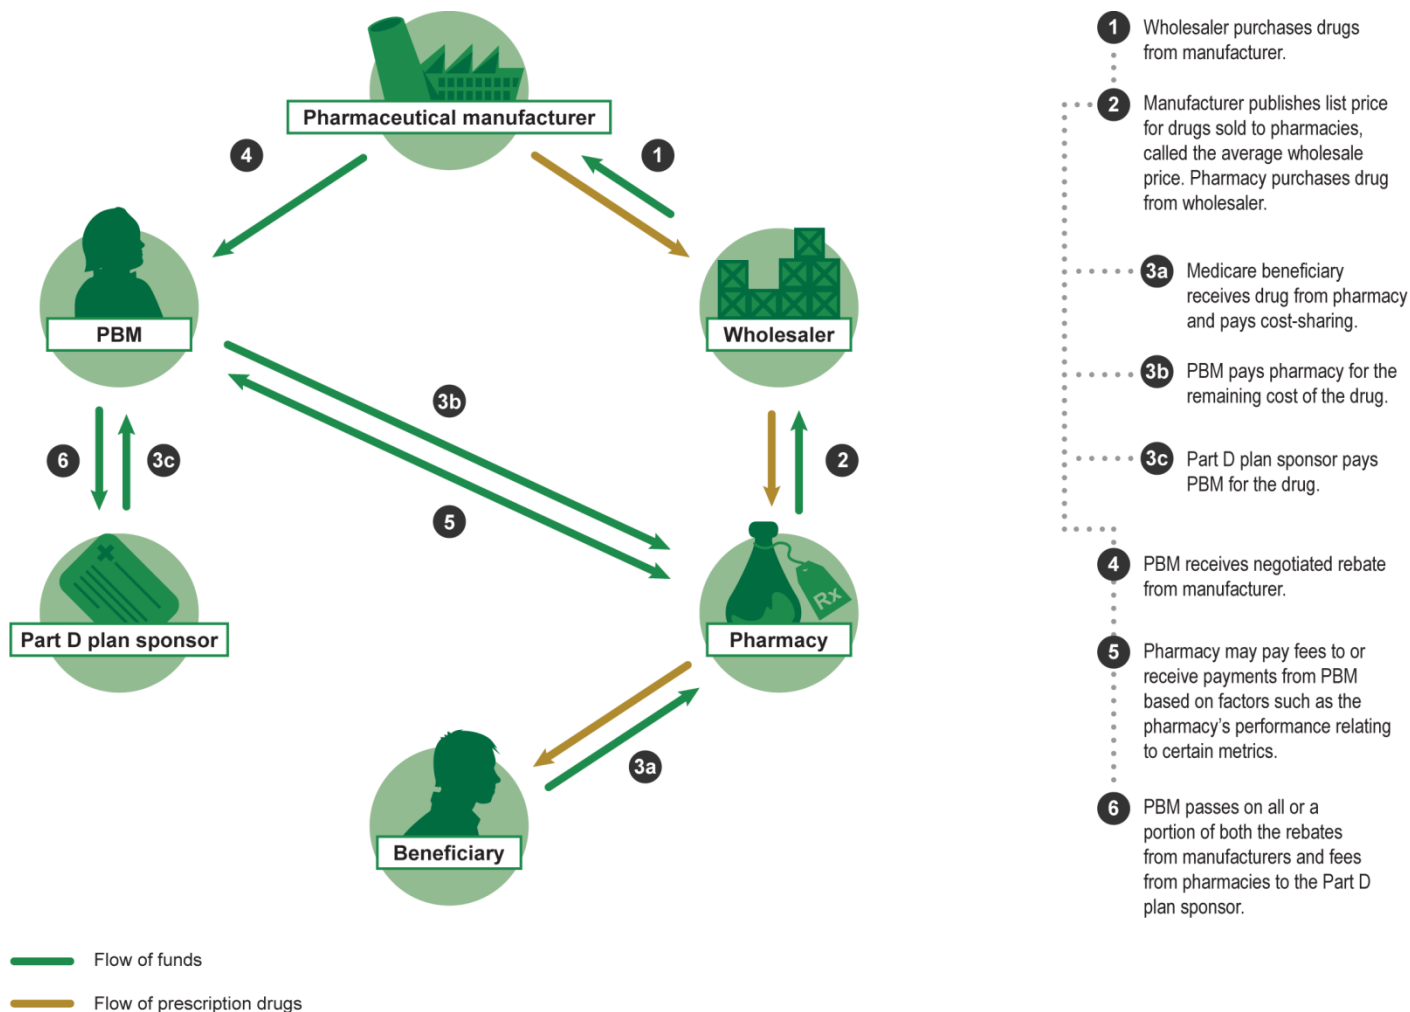 Pharmaceutical manufacturer
4
1
PBM
Wholesaler
3b
6
3c
2
5
Part D plan sponsor
Rx
Pharmacy
3a
Beneficiary
Flow of funds
Flow of prescription drugs
1
Wholesaler purchases drugs
from manufacturer.
2
Manufacturer publishes list price
for drugs sold to pharmacies,
called the average wholesale
price. Pharmacy purchases drug
from wholesaler.
3a
Medicare beneficiary
receives drug from pharmacy
and pays cost-sharing.
3b
PBM pays pharmacy for the
remaining cost of the drug.
3c
Part D plan sponsor pays
PBM for the drug.
4
PBM receives negotiated rebate
from manufacturer.
5
Pharmacy may pay fees to or
receive payments from PBM
based on factors such as the
pharmacy’s performance relating
to certain metrics.
6
PBM passes on all or a
portion of both the rebates
from manufacturers and fees
from pharmacies to the Part D
plan sponsor.